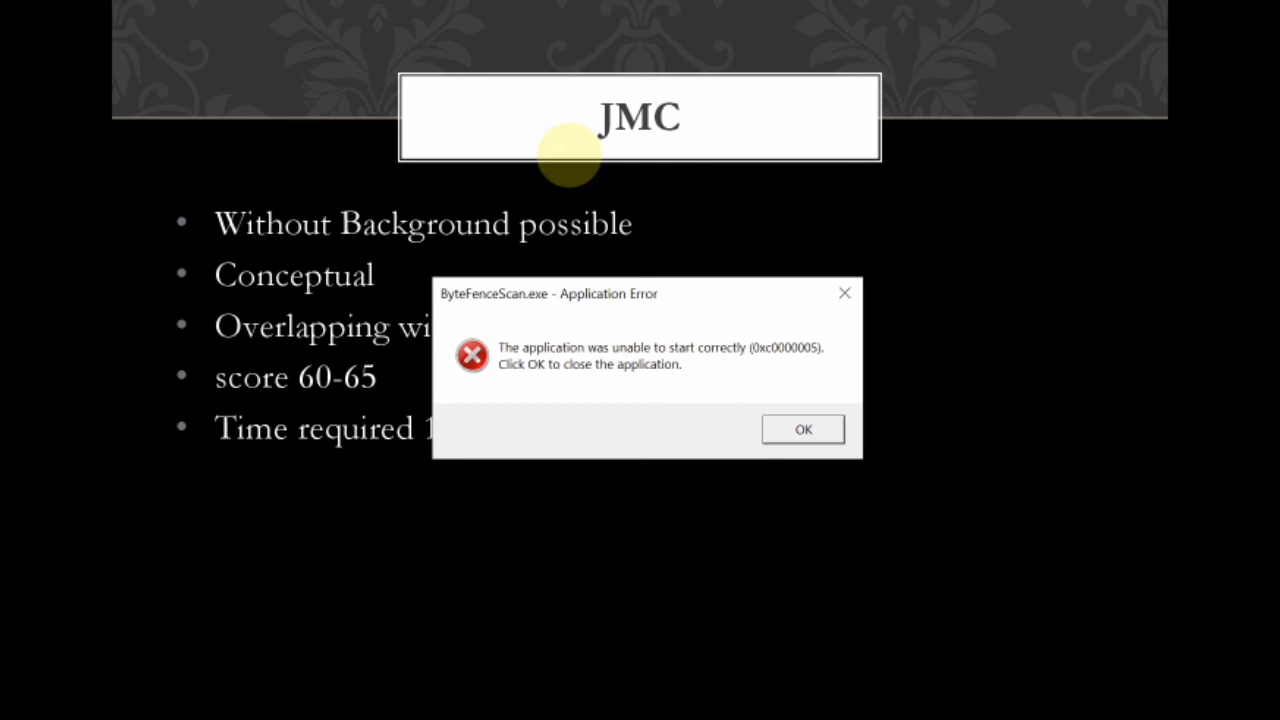 JMC
• Without Background possible
• Conceptual
• Overlapping
• score 60-65
• Time required
ByteFenceScan.exe - Application Error
The application was unable to start correctly (0xc0000005).
Click OK to close the application.
OK